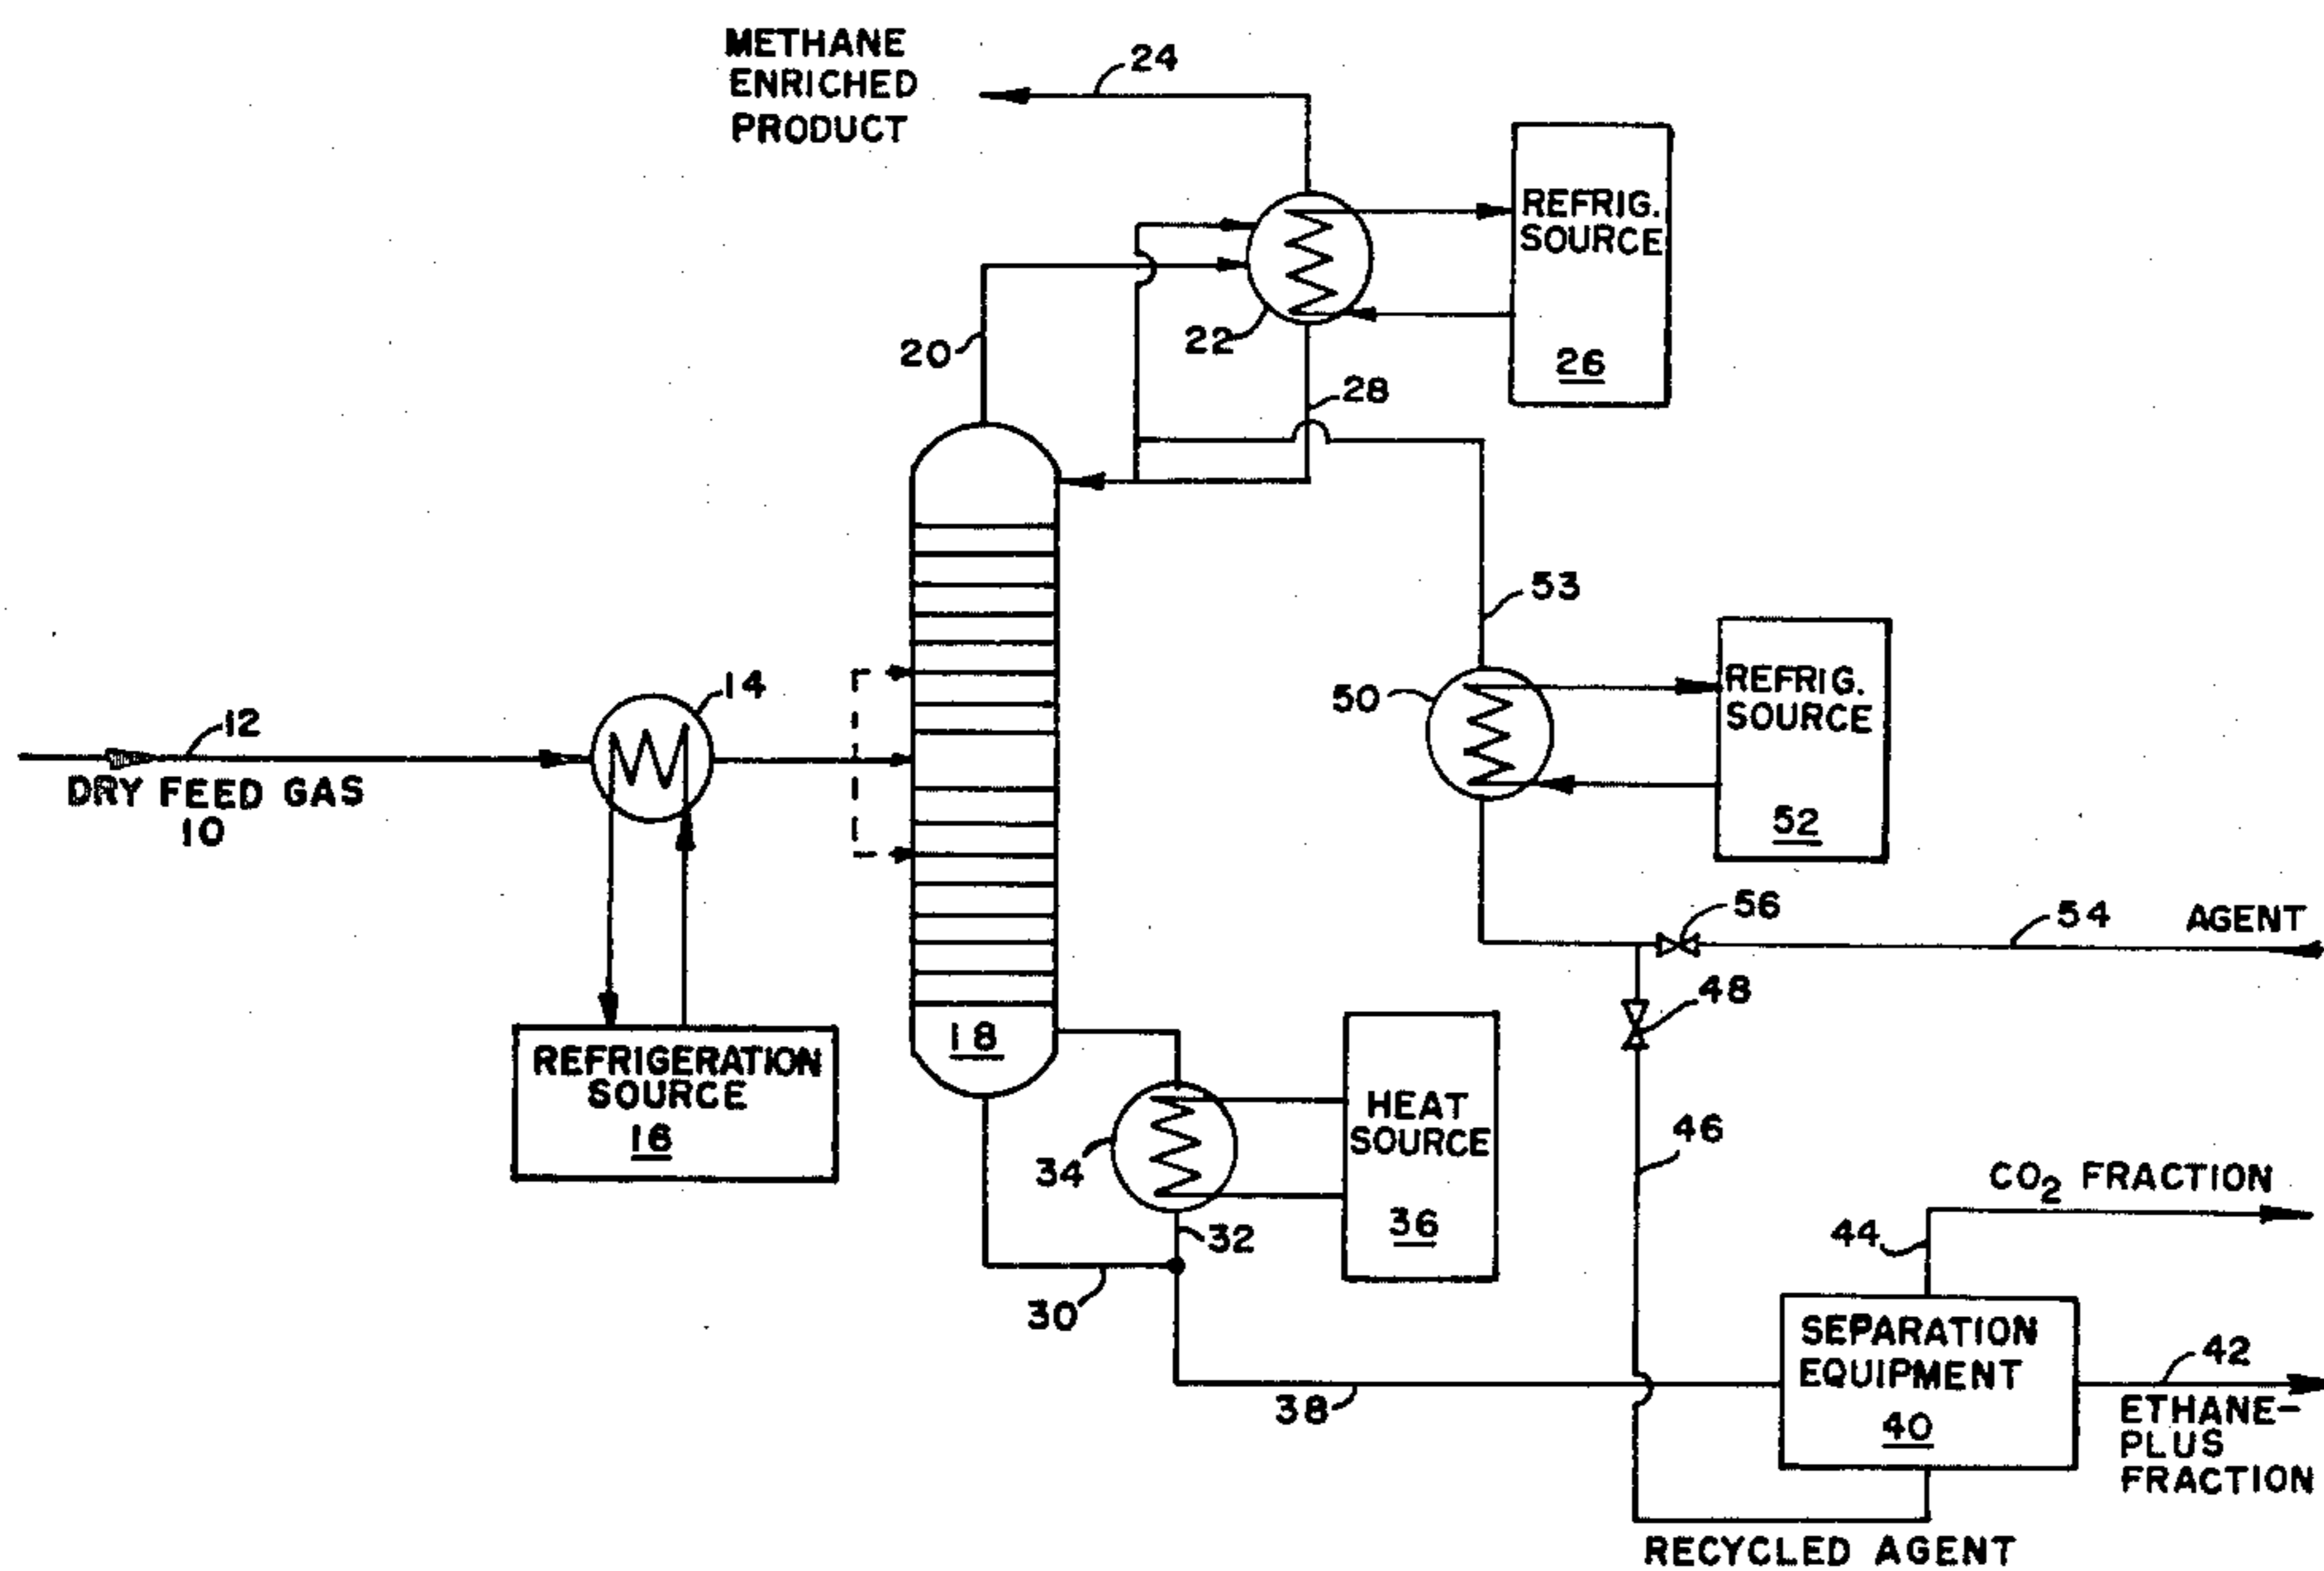 METHANE
ENRICHED
PRODUCT
24
REFRIG.
SOURCE
26
22
20
28
53
14
12
DRY FEED GAS
10
50
REFRIG.
SOURCE
52
56
54
AGENT
48
18
REFRIGERATION
SOURCE
16
HEAT
SOURCE
36
34
32
30
46
CO2 FRACTION
44
SEPARATION
EQUIPMENT
40
42
ETHANE-
PLUS
FRACTION
38
RECYCLED AGENT